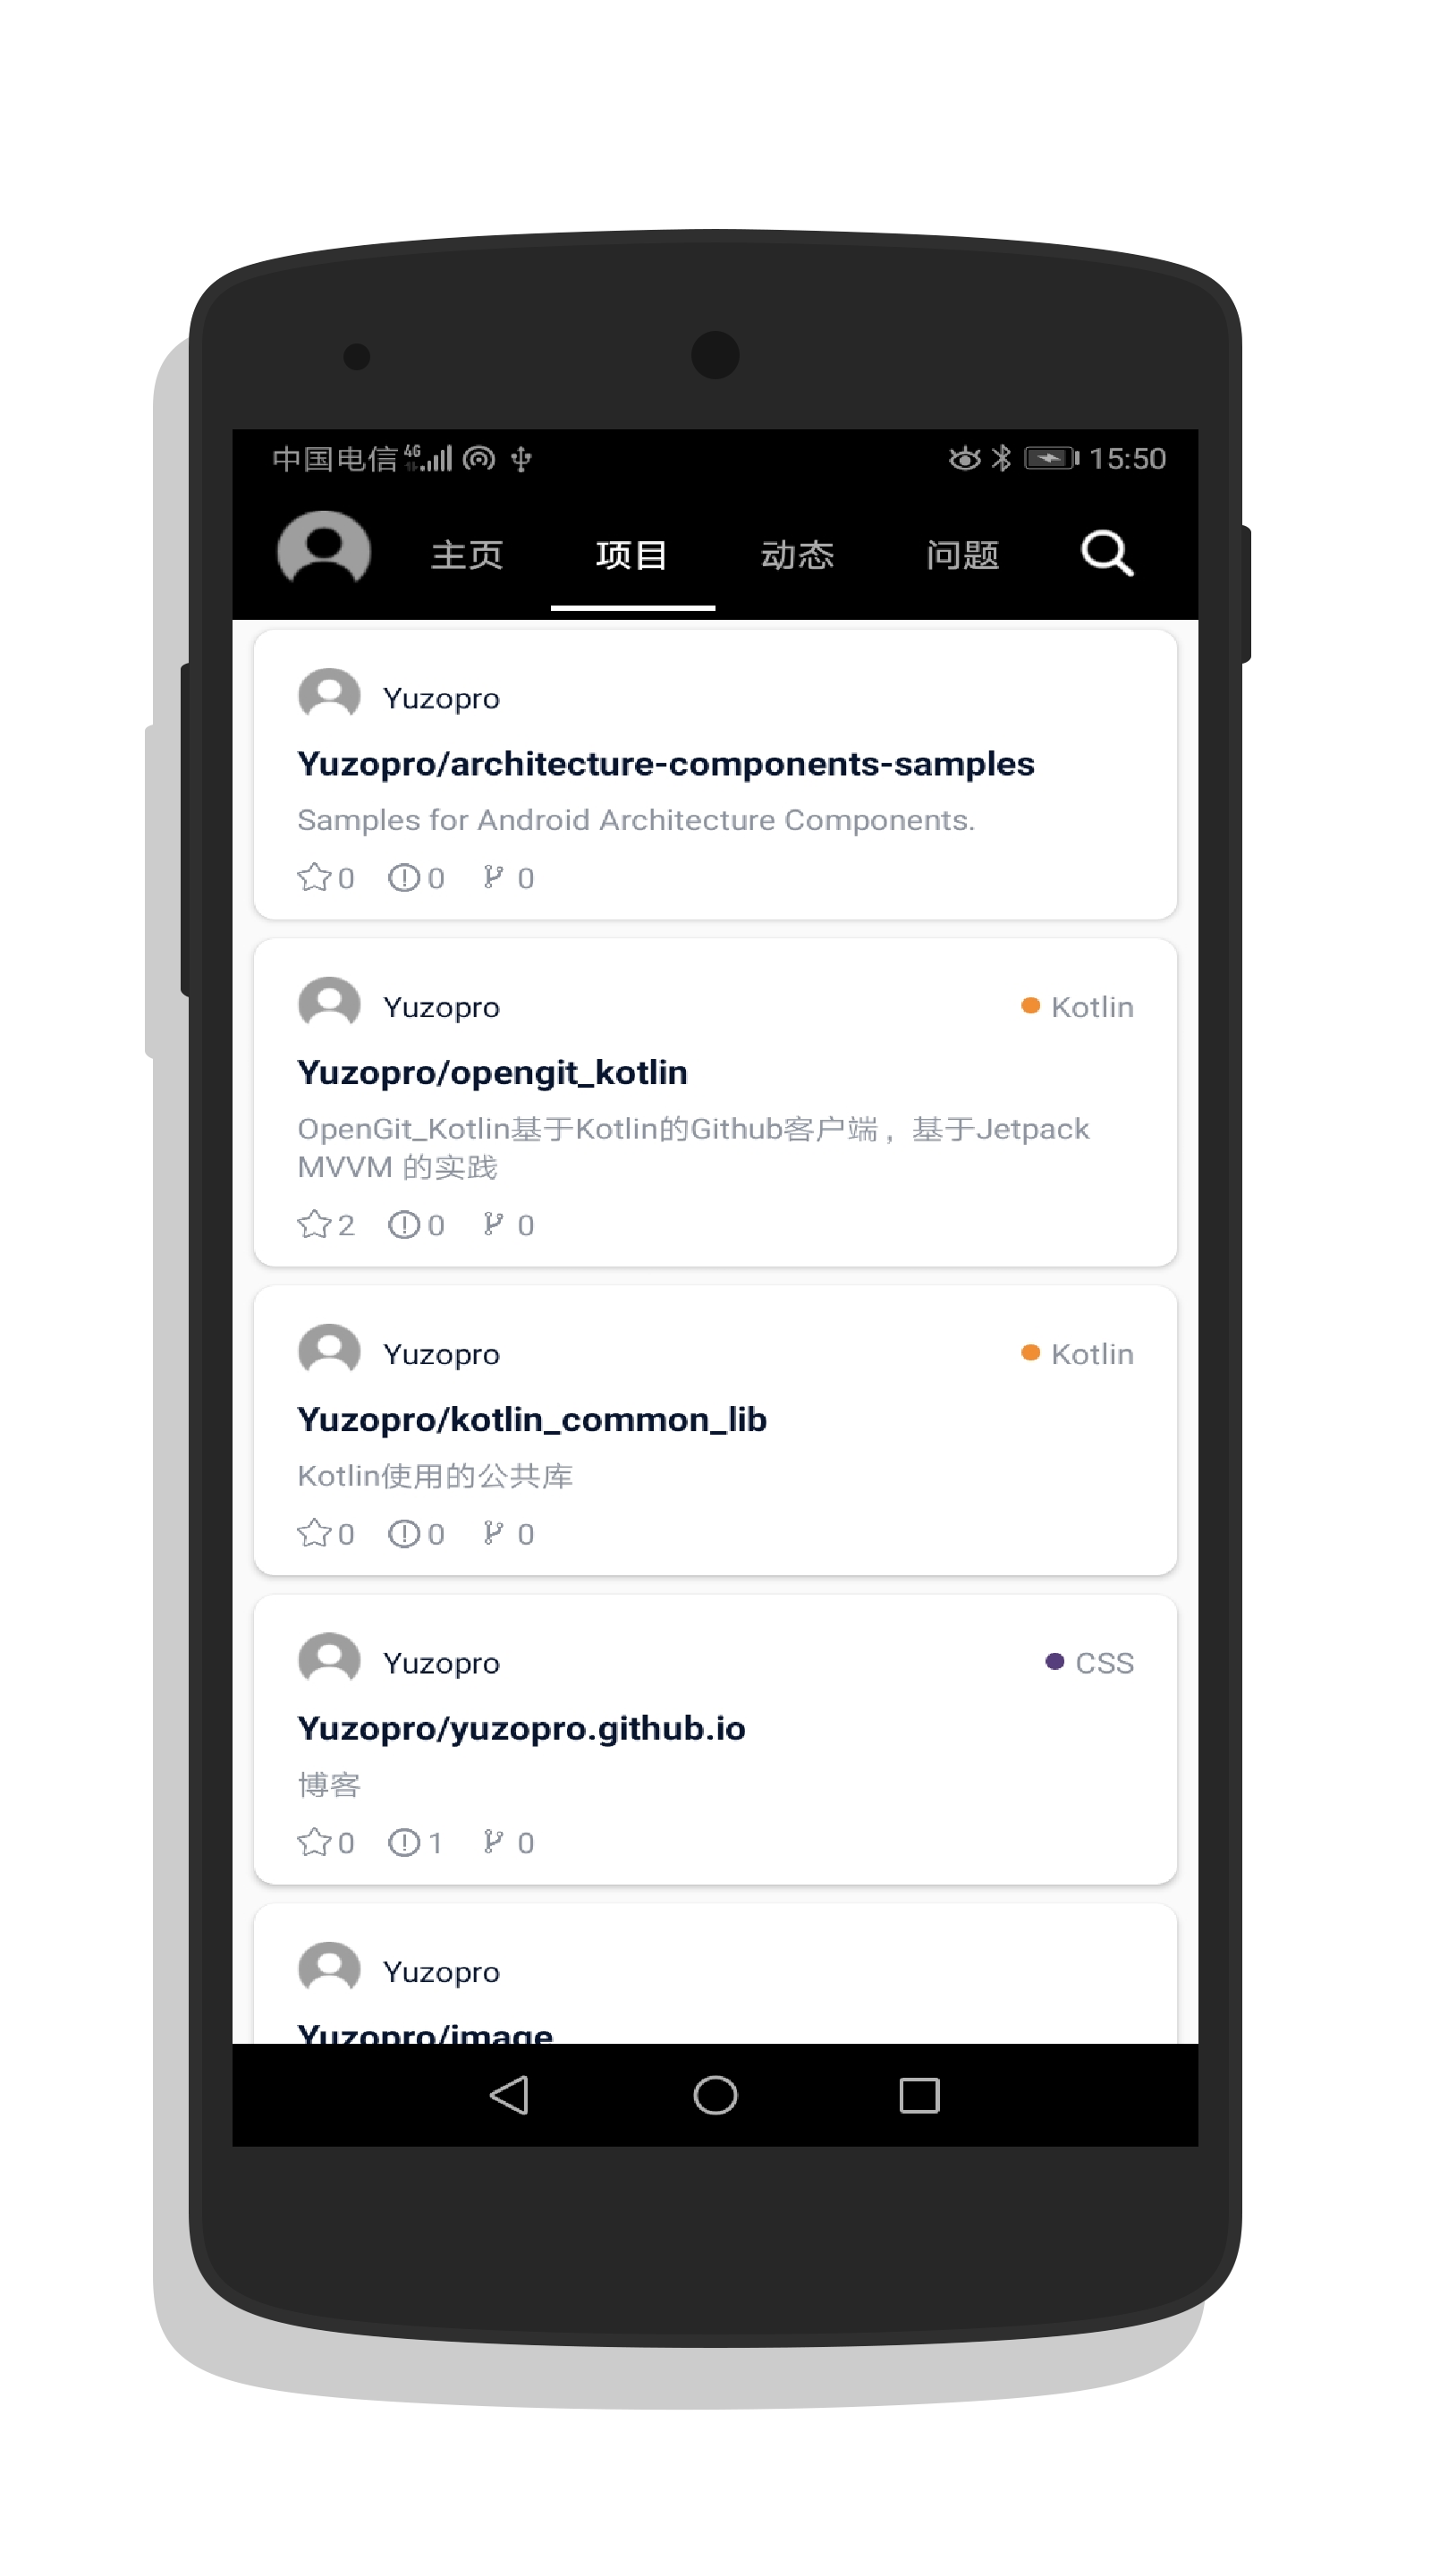 中国电信 4G 15:50
主页 项目 动态 问题
Yuzopro
Yuzopro/architecture-components-samples
Samples for Android Architecture Components.
0 0 0
Yuzopro Kotlin
Yuzopro/opengit_kotlin
OpenGit_Kotlin基于Kotlin的Github客户端，基于Jetpack
MVVM 的实践
2 0 0
Yuzopro Kotlin
Yuzopro/kotlin_common_lib
Kotlin使用的公共库
0 0 0
Yuzopro CSS
Yuzopro/yuzopro.github.io
博客
0 1 0
Yuzopro
Yuzopro/image